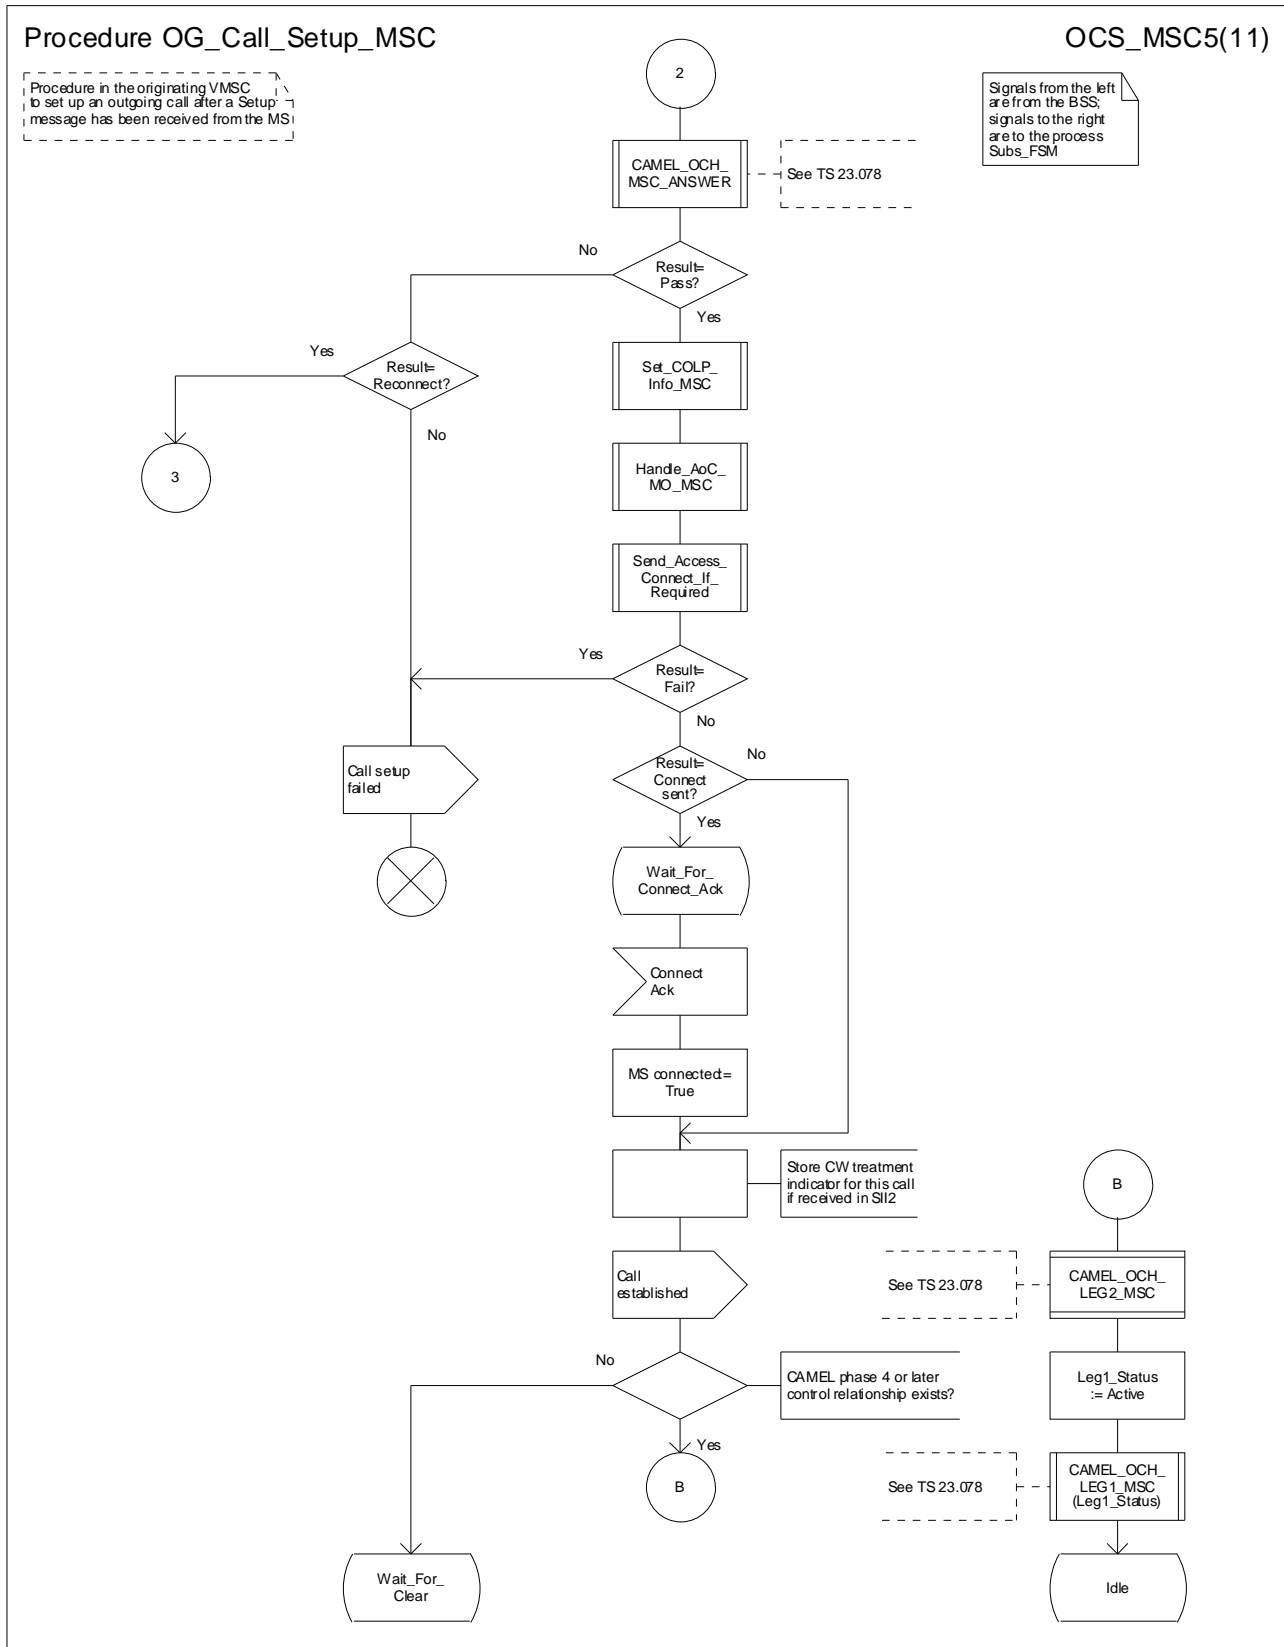 Procedure OG_Call_Setup_MSC
OCS_MSC5(11)
Procedure in the originating VMSC
to set up an outgoing call after a Setup
message has been received from the MS
2
Signals from the left
are from the BSS;
signals to the right
are to the process
Subs_FSM
CAMEL_OCH_
MSC_ANSWER
See TS 23.078
No
Result=
Pass?
Yes
Yes
Result=
Reconnect?
Set_COLP_
Info_MSC
No
3
Handle_AoC_
MO_MSC
Send_Access_
Connect_If_
Required
Yes
Result=
Fail?
No
Call setup
failed
Result=
Connect
sent?
No
Yes
Wait_For_
Connect_Ack
Connect
Ack
MS connected:=
True
Store CW treatment
indicator for this call
if received in SII2
B
Call
established
See TS 23.078
CAMEL_OCH_
LEG2_MSC
No
CAMEL phase 4 or later
control relationship exists?
Leg1_Status
:= Active
Yes
B
See TS 23.078
CAMEL_OCH_
LEG1_MSC
(Leg1_Status)
Wait_For_
Clear
Idle